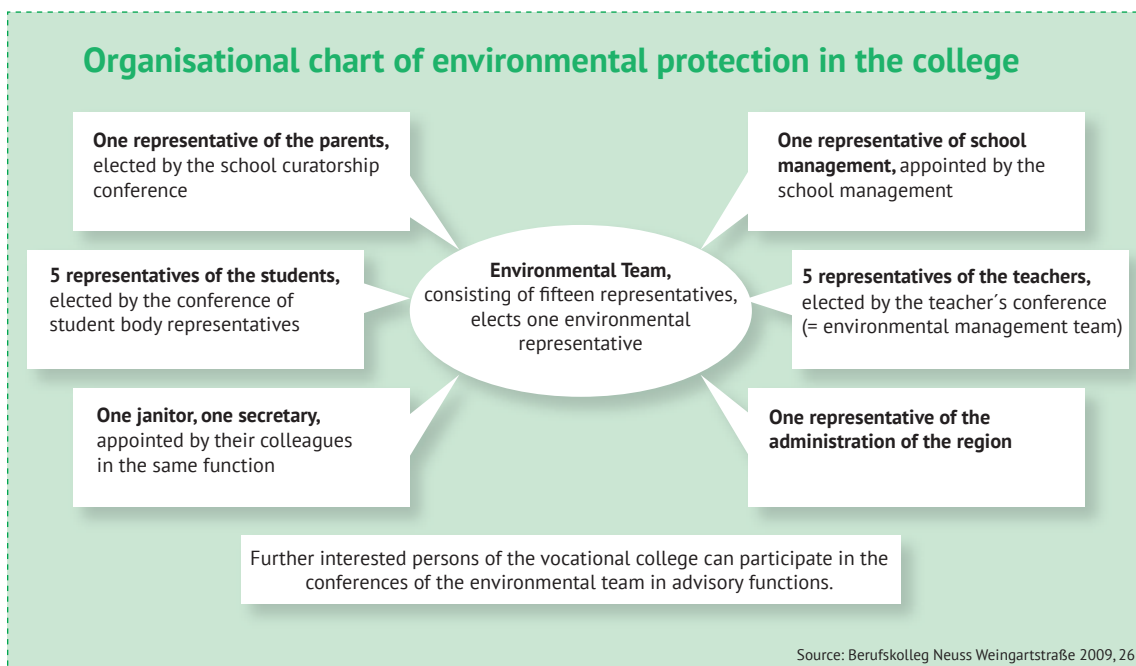 Organisational chart of environmental protection in the college
One representative of the parents,
elected by the school curatorship
conference
One representative of school
management, appointed by the
school management
5 representatives of the students,
elected by the conference of
student body representatives
Environmental Team,
consisting of fifteen representatives,
elects one environmental
representative
5 representatives of the teachers,
elected by the teacher´s conference
(= environmental management team)
One janitor, one secretary,
appointed by their colleagues
in the same function
One representative of the
administration of the region
Further interested persons of the vocational college can participate in the
conferences of the environmental team in advisory functions.
Source: Berufskolleg Neuss Weingartstraße 2009, 26